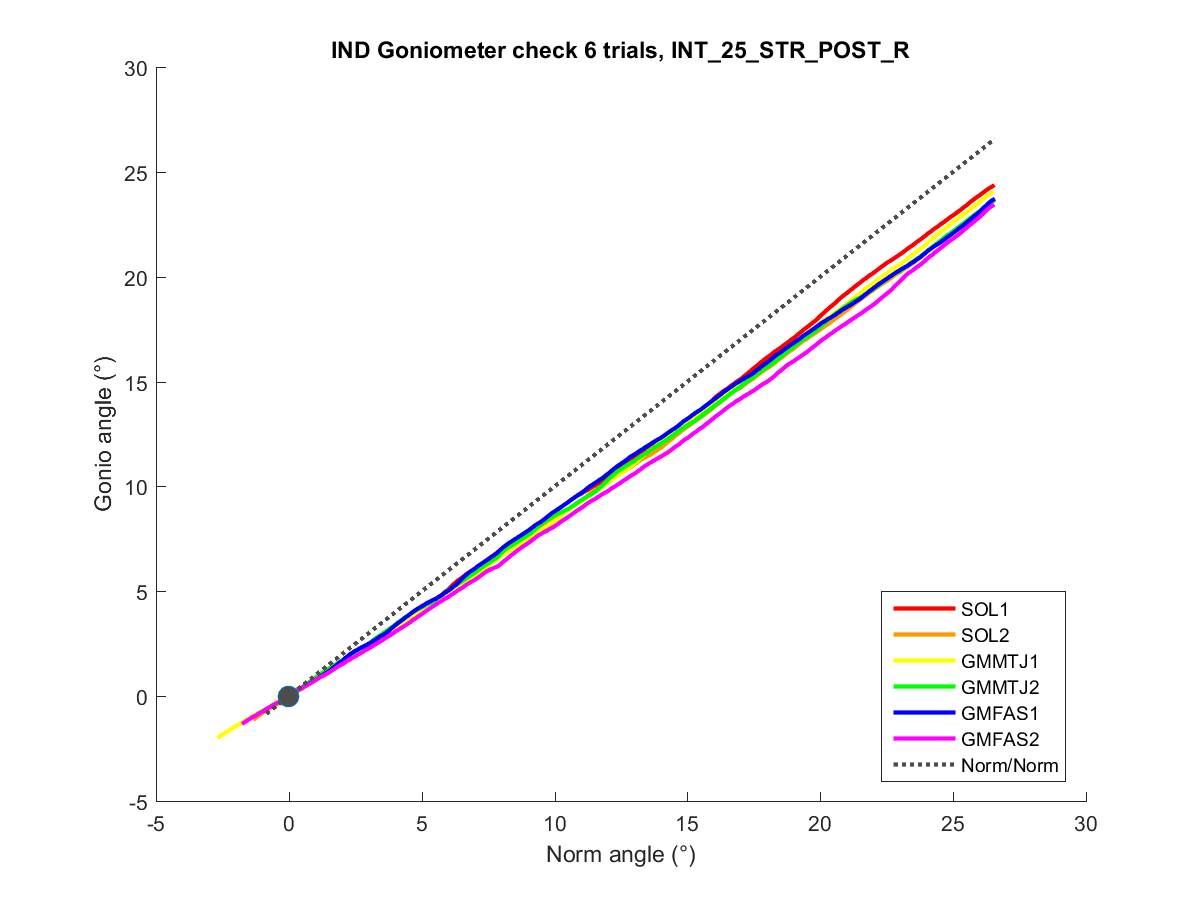 IND Goniometer check 6 trials, INT_25_STR_POST_R
30
25
20
15
10
5
0
-5
Gonio angle (°)
-5 0 5 10 15 20 25 30
Norm angle (°)
SOL1
SOL2
GMMTJ1
GMMTJ2
GMFAS1
GMFAS2
Norm/Norm